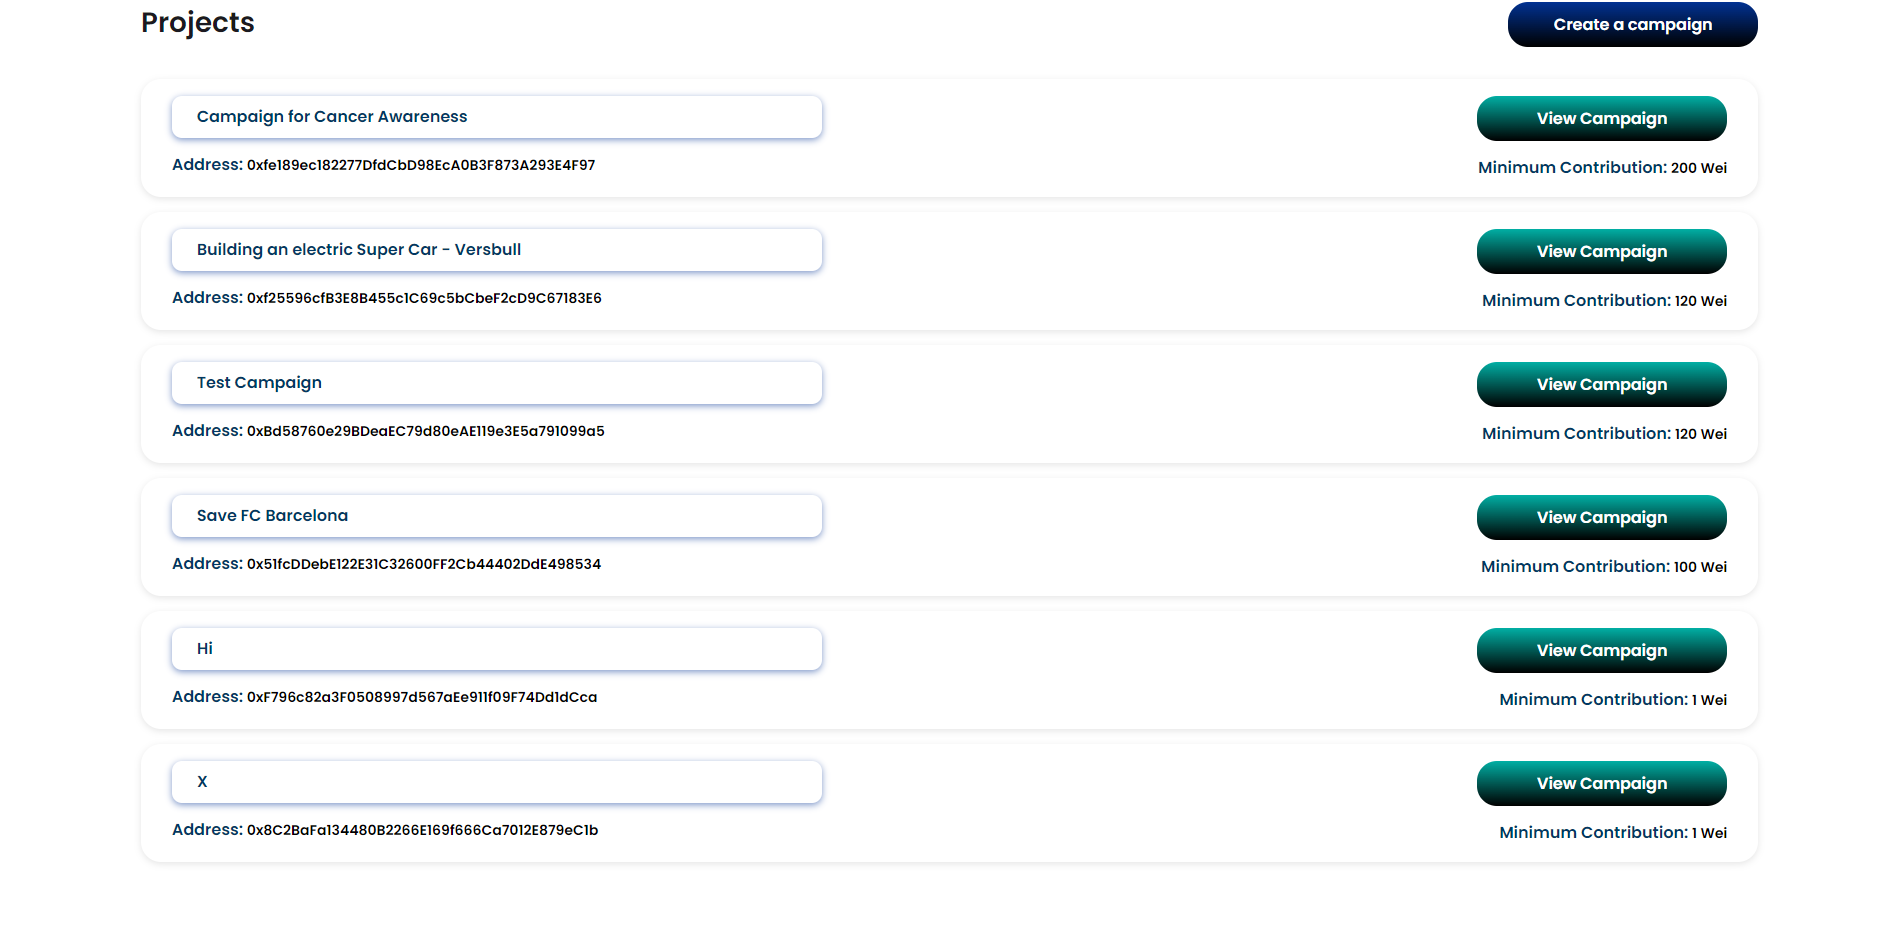 Projects
Create a campaign
Campaign for Cancer Awareness
View Campaign
Address: 0xfe189ec182277DfdCbD98EcA0B3F873A293E4F97
Minimum Contribution: 200 Wei
Building an electric Super Car - Versbull
View Campaign
Address: 0xf25596cfB3E8B455c1C69c5bCbeF2cD9C67183E6
Minimum Contribution: 120 Wei
Test Campaign
View Campaign
Address: 0xBd58760e29BDeaEC79d80eAE119e3E5a791099a5
Minimum Contribution: 120 Wei
Save FC Barcelona
View Campaign
Address: 0x51fcDDebE122E31C32600FF2Cb44402DdE498534
Minimum Contribution: 100 Wei
Hi
View Campaign
Address: 0xF796c82a3F0508997d567aEe911f09F74Dd1dCca
Minimum Contribution: 1 Wei
X
View Campaign
Address: 0x8C2BaFa134480B2266E169f666Ca7012E879eC1b
Minimum Contribution: 1 Wei